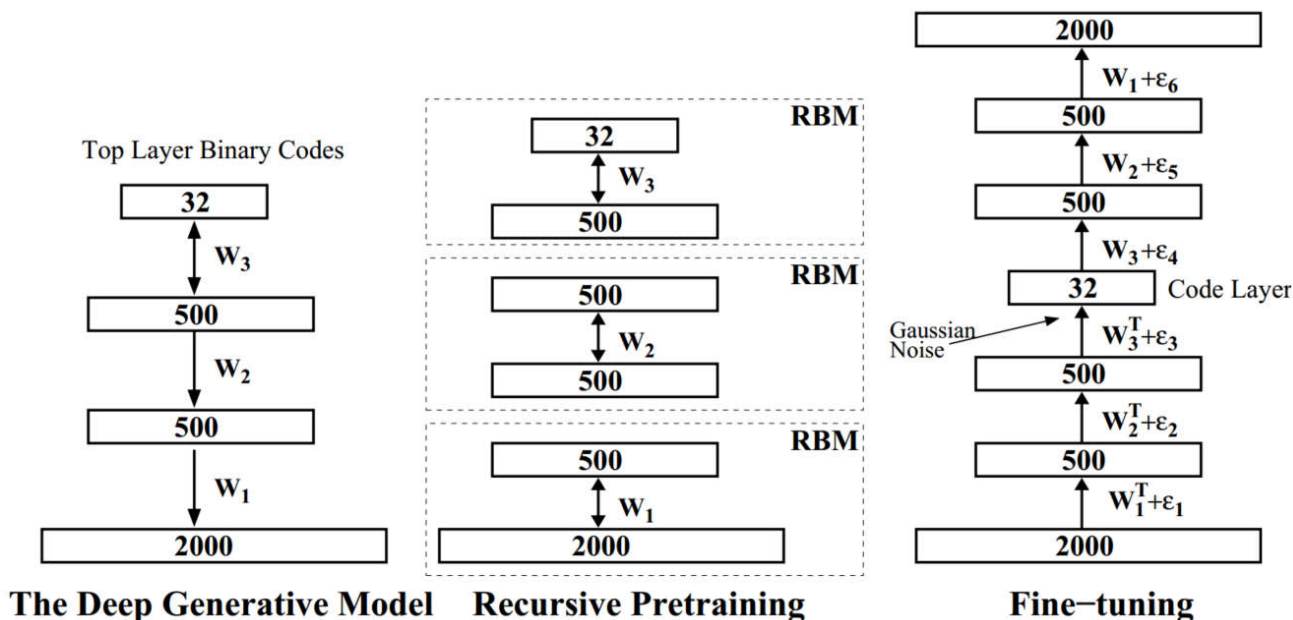 Top Layer Binary Codes
32
W₃
500
W₂
500
W₁
2000
The Deep Generative Model
RBM
32
W₃
500
RBM
500
W₂
500
RBM
500
W₁
2000
Recursive Pretraining
2000
W₁+ε₆
500
W₂+ε₅
500
W₃+ε₄
32
Code Layer
Gaussian
Noise
W₃ᵀ+ε₃
500
W₂ᵀ+ε₂
500
W₁ᵀ+ε₁
2000
Fine−tuning